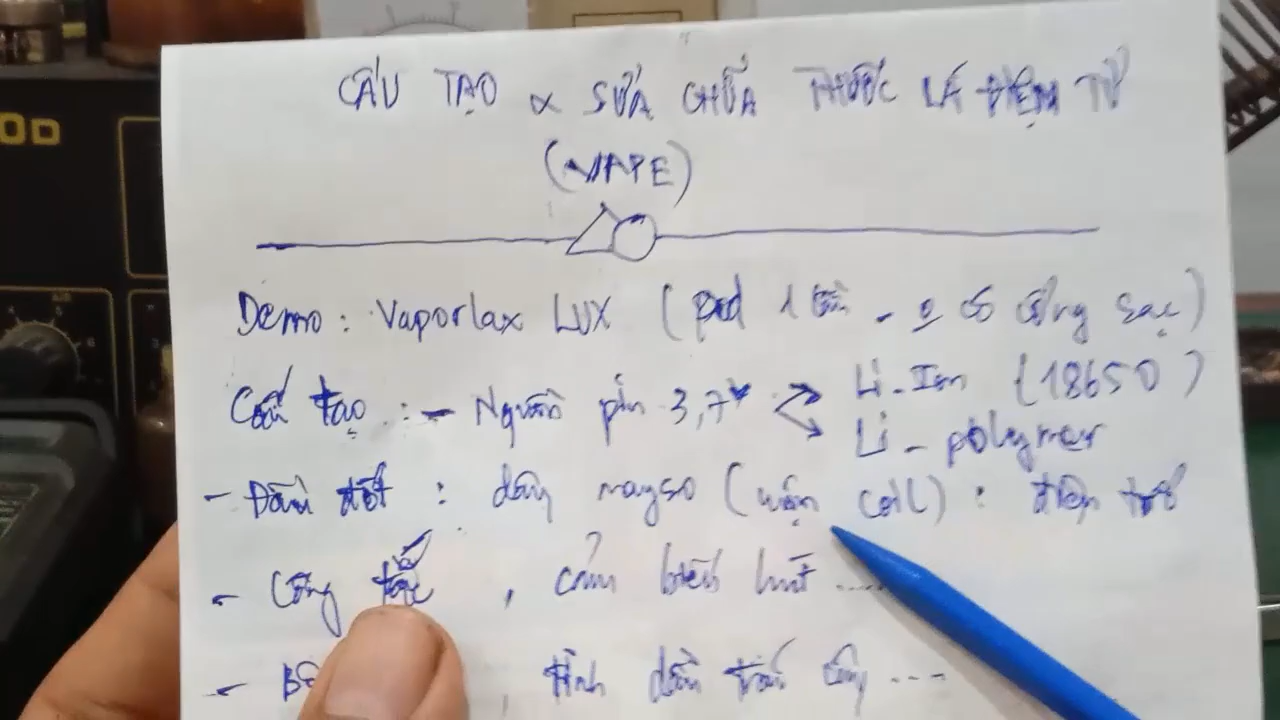 CẤU TẠO & SỬA CHỮA THUỐC LÁ ĐIỆN TỬ
(VAPE)
OD
Demo: Vaporlax LUX (pod 1 lần - có cổng sạc)
Cấu tạo: - Nguồn pin 3,7V Li-Ion (18650)
Li-polymer
- Đầu đốt: dây mayso (cuộn coil): điện trở
- Công tắc, cảm biến hút ....
- , tinh dầu trái cây ...